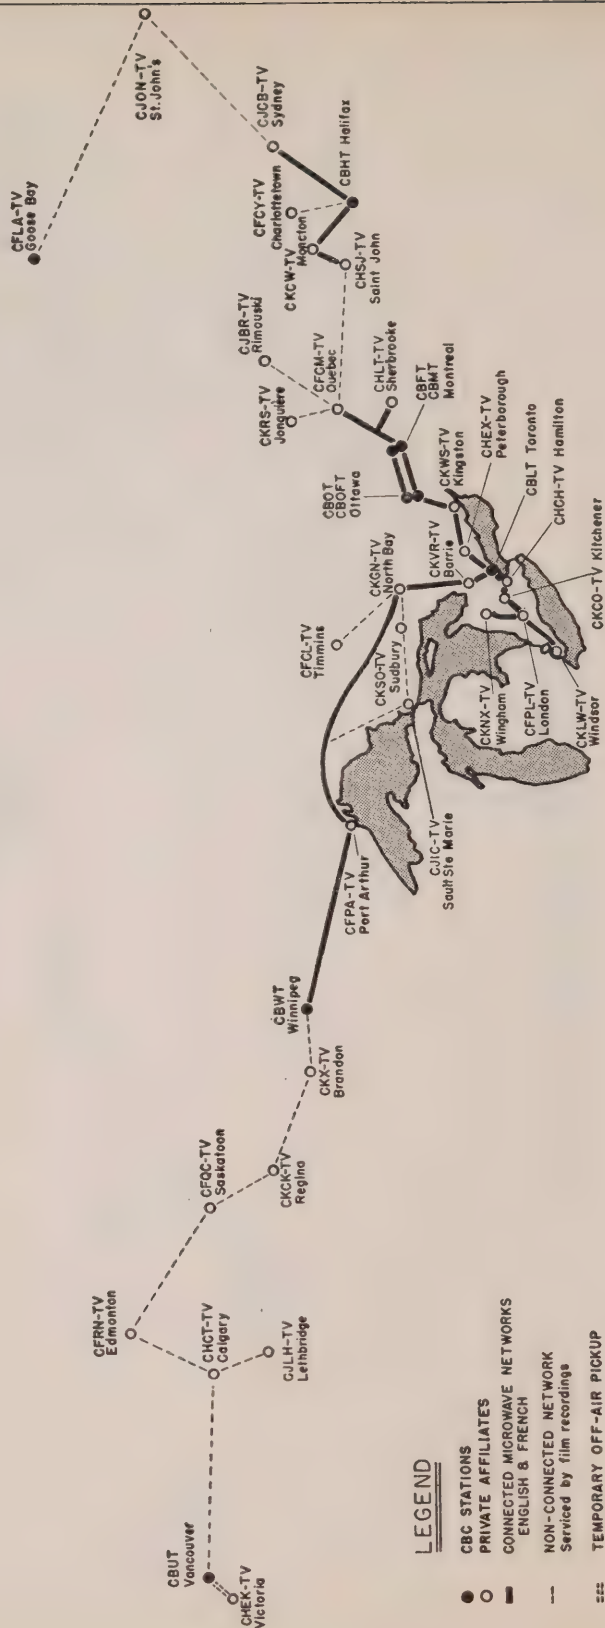 CFLA-TV
Goose Bay
CJON-TV
St. John's
CJCB-TV
Sydney
CBHT Halifax
CFCY-TV
Charlottetown
CKCW-TV
Moncton
CHSJ-TV
Saint John
CJBR-TV
Rimouski
CKRS-TV
Jonquière
CFCM-TV
Quebec
CHLT-TV
Sherbrooke
CBFT
CBMT
Montreal
CBOT
CBOFT
Ottawa
CKWS-TV
Kingston
CHEX-TV
Peterborough
CBLT Toronto
CHCH-TV Hamilton
CKCO-TV Kitchener
CKVR-TV
Barrie
CKGN-TV
North Bay
CFCL-TV
Timmins
CKSO-TV
Sudbury
CKNX-TV
Wingham
CFPL-TV
London
CKLW-TV
Windsor
CJIC-TV
Sault Ste Marie
CFPA-TV
Port Arthur
CBWT
Winnipeg
CKX-TV
Brandon
CKCK-TV
Regina
CFQC-TV
Saskatoon
CFRN-TV
Edmonton
CHCT-TV
Calgary
CJLH-TV
Lethbridge
CBUT
Vancouver
CHEK-TV
Victoria
LEGEND
CBC STATIONS
PRIVATE AFFILIATES
CONNECTED MICROWAVE NETWORKS
ENGLISH & FRENCH
NON-CONNECTED NETWORK
Serviced by film recordings
TEMPORARY OFF-AIR PICKUP